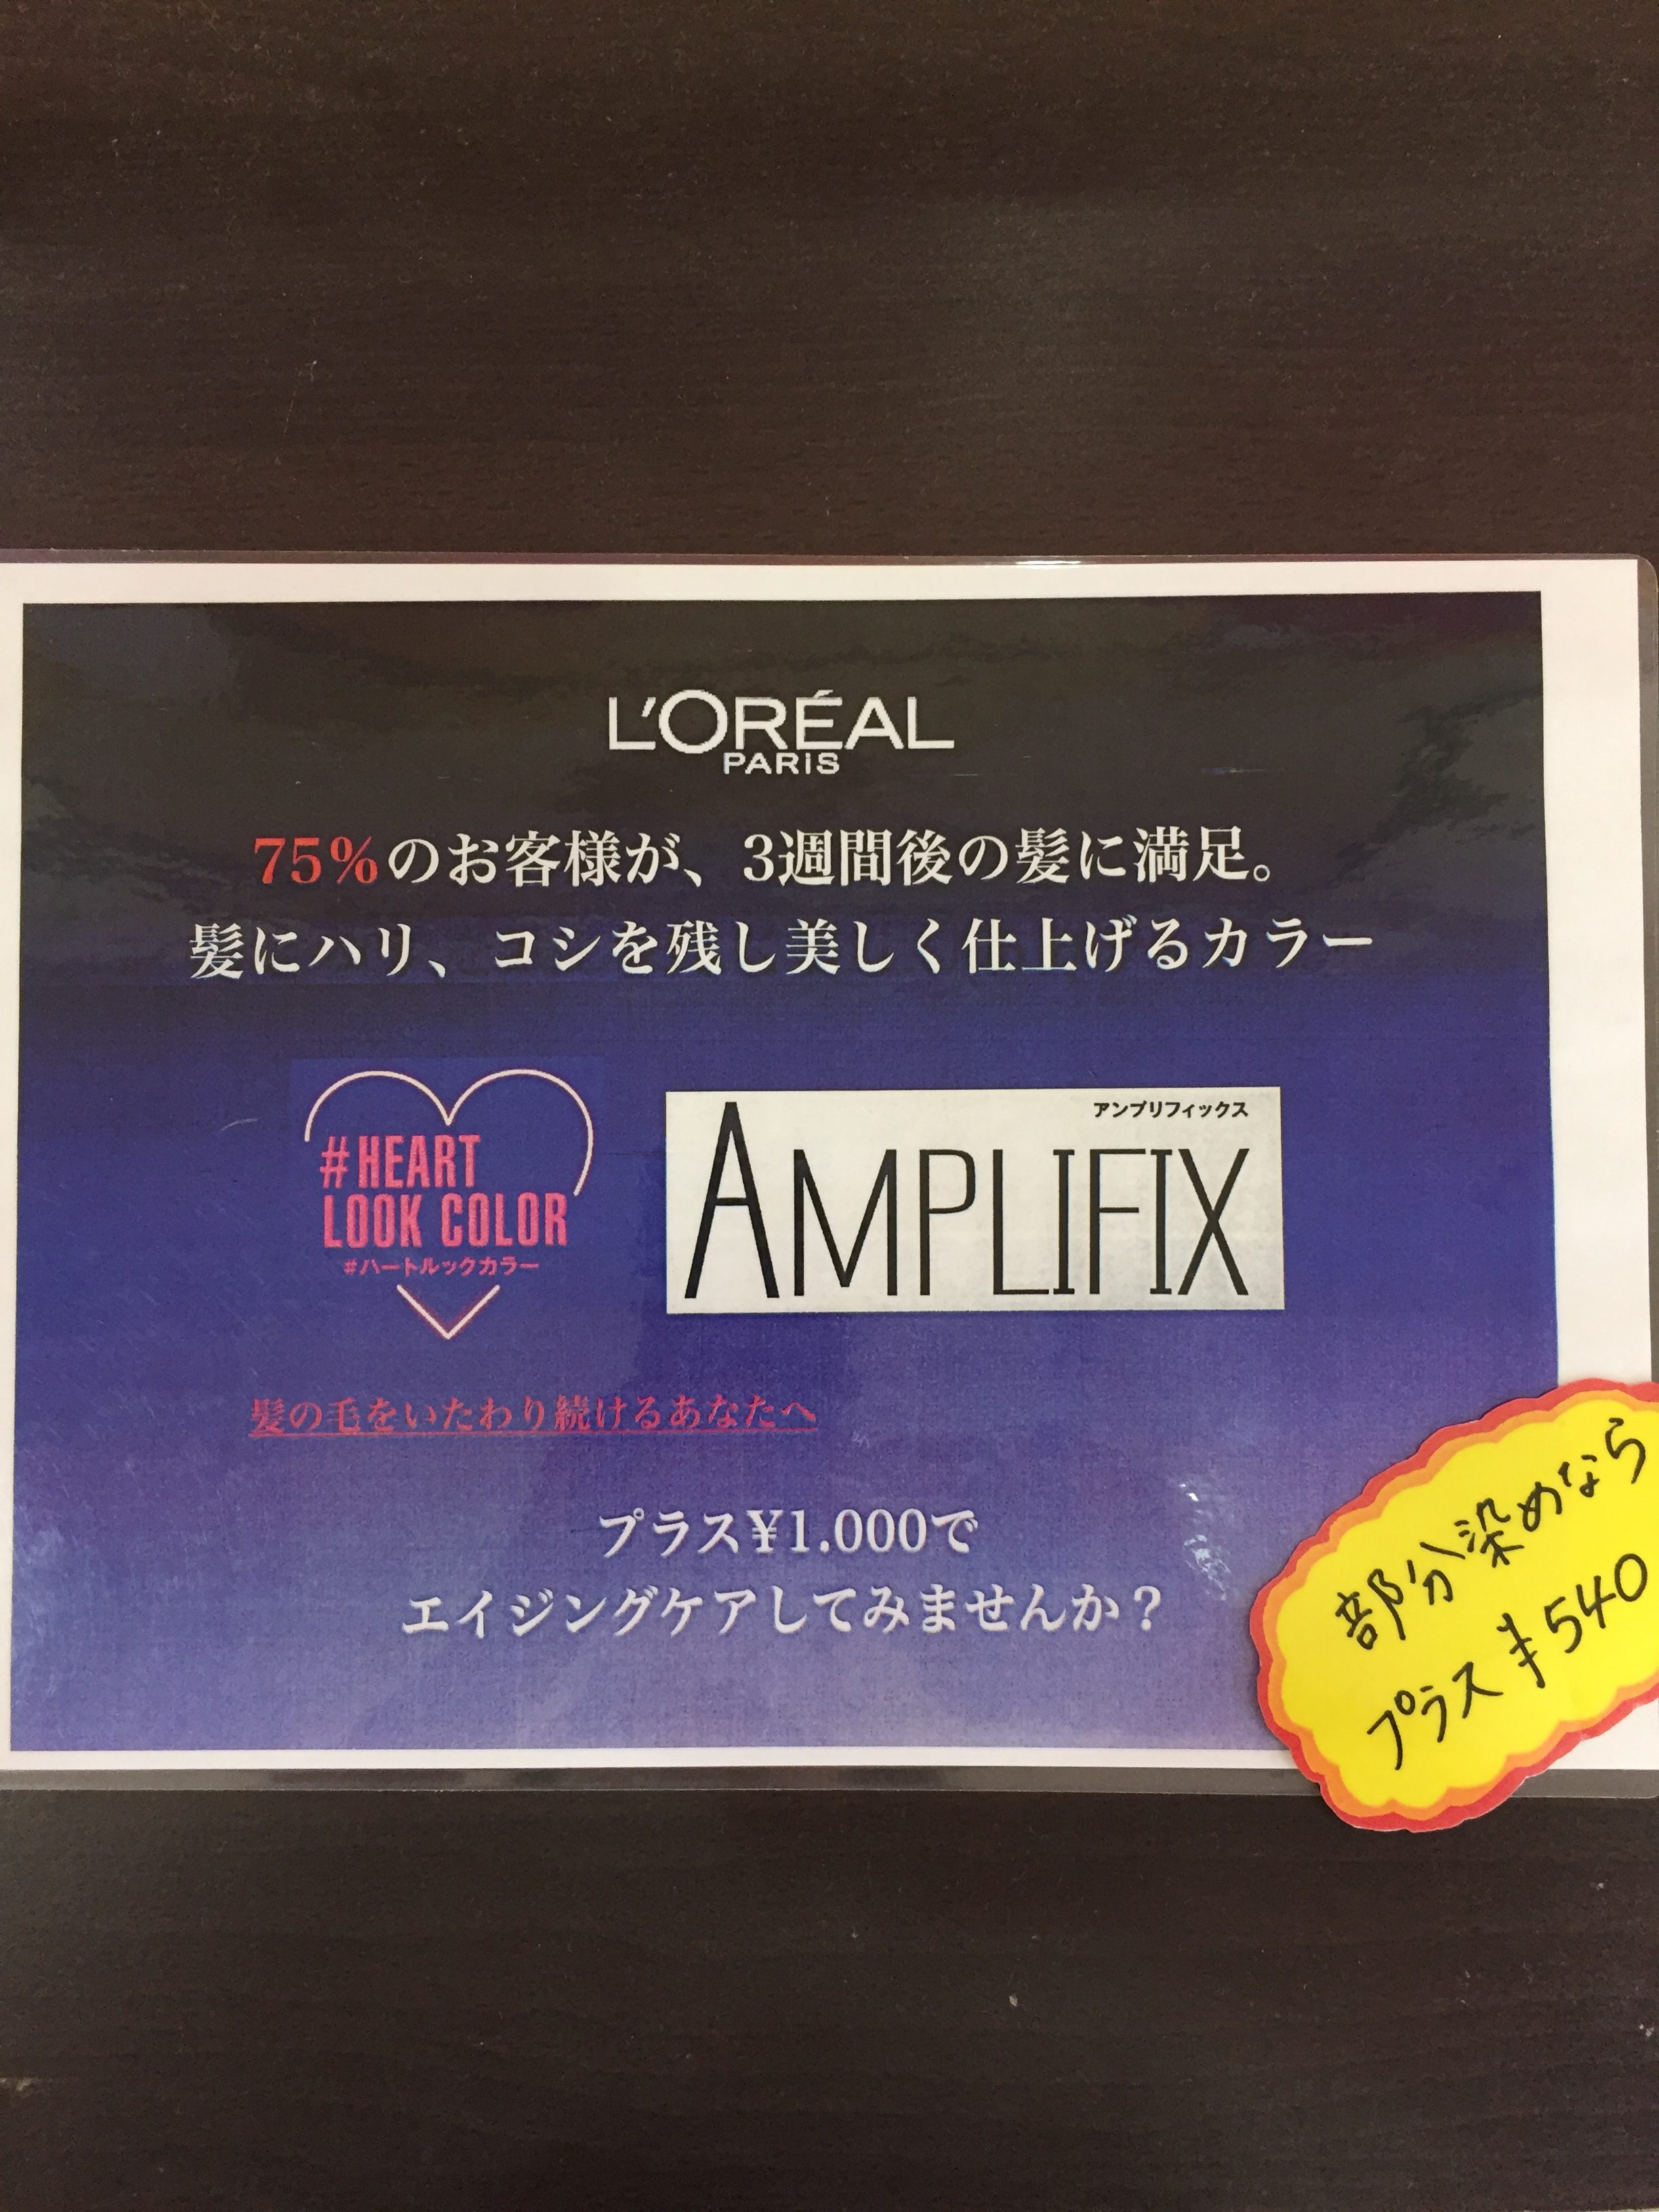 L'ORÉAL
PARIS
75%のお客様が、3週間後の髪に満足。
髪にハリ、コシを残し美しく仕上げるカラー
#HEART
LOOK COLOR
#ハートルックカラー
アンプリフィックス
AMPLIFIX
髪の毛をいたわり続けるあなたへ
プラス¥1.000で
エイジングケアしてみませんか？
部分染めなら
プラス¥540